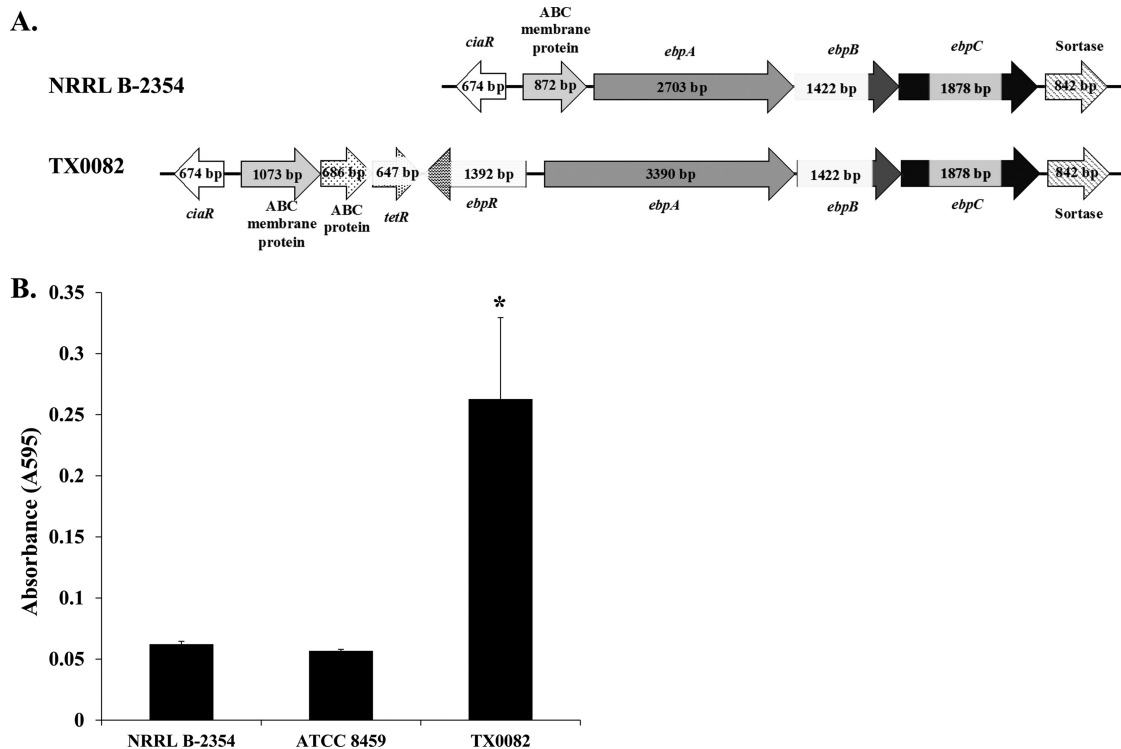 A.
ciaR
ABC
membrane
protein
ebpA
ebpB
ebpC
Sortase
NRRL B-2354
674 bp
872 bp
2703 bp
1422 bp
1878 bp
842 bp
TX0082
674 bp
1073 bp
686 bp
647 bp
1392 bp
3390 bp
1422 bp
1878 bp
842 bp
ciaR
ABC
membrane
protein
ABC
protein
tetR
ebpR
ebpA
ebpB
ebpC
Sortase
B.
Absorbance (A595)
0.35
0.3
0.25
0.2
0.15
0.1
0.05
0
*
NRRL B-2354
ATCC 8459
TX0082